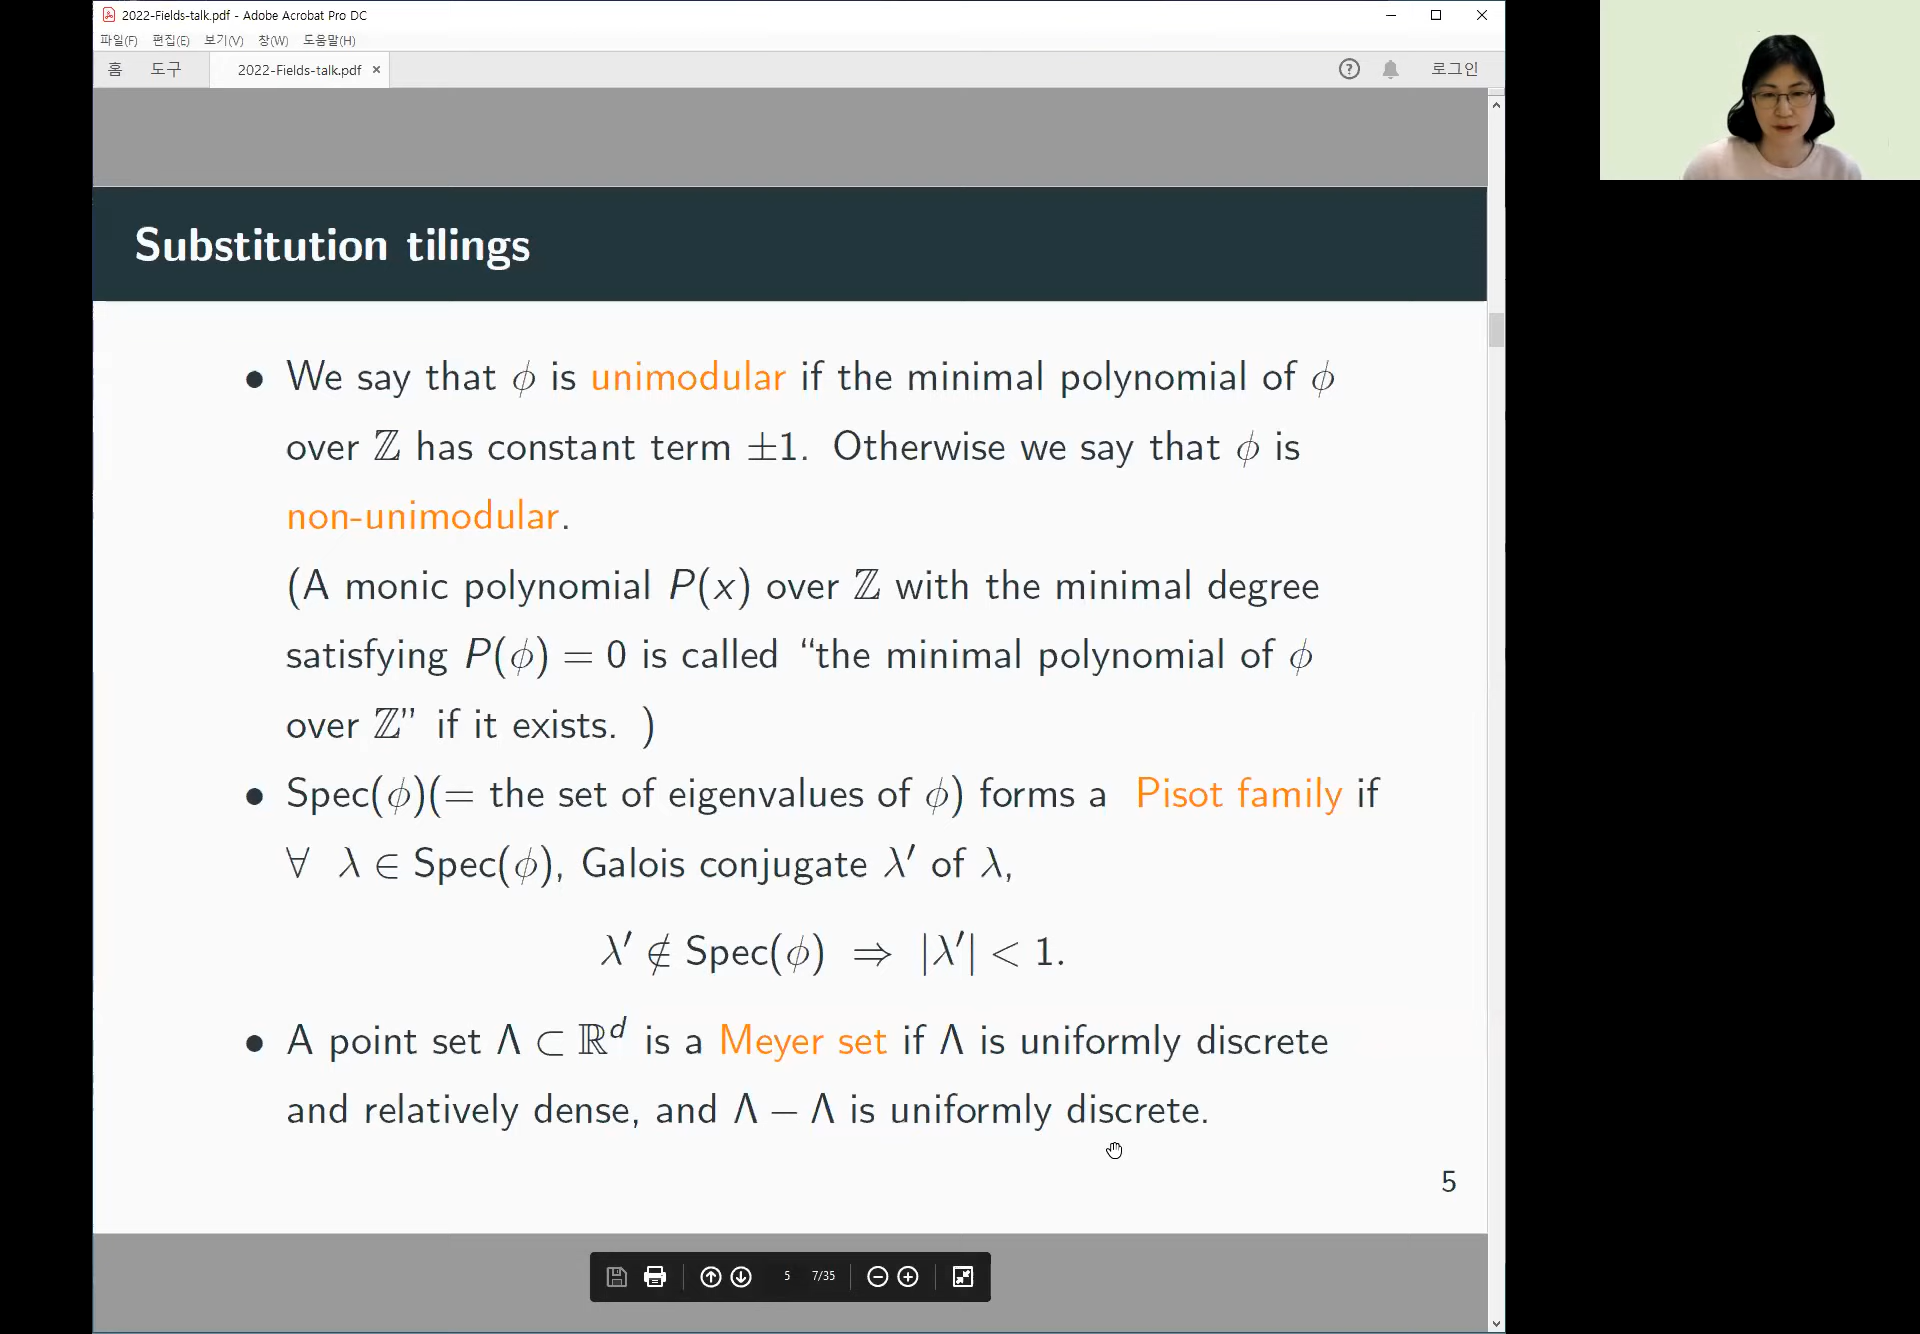 2022-Fields-talk.pdf - Adobe Acrobat Pro DC
파일(F) 편집(E) 보기(V) 창(W) 도움말(H)
홈 도구 2022-Fields-talk.pdf × ? 로그인
Substitution tilings
• We say that ϕ is unimodular if the minimal polynomial of ϕ
over ℤ has constant term ±1. Otherwise we say that ϕ is
non-unimodular.
(A monic polynomial P(x) over ℤ with the minimal degree
satisfying P(ϕ) = 0 is called “the minimal polynomial of ϕ
over ℤ” if it exists. )
• Spec(ϕ)(= the set of eigenvalues of ϕ) forms a Pisot family if
∀ λ ∈ Spec(ϕ), Galois conjugate λ′ of λ,
λ′ ∉ Spec(ϕ) ⇒ |λ′| < 1.
• A point set Λ ⊂ ℝᵈ is a Meyer set if Λ is uniformly discrete
and relatively dense, and Λ − Λ is uniformly discrete.
5
5 7/35